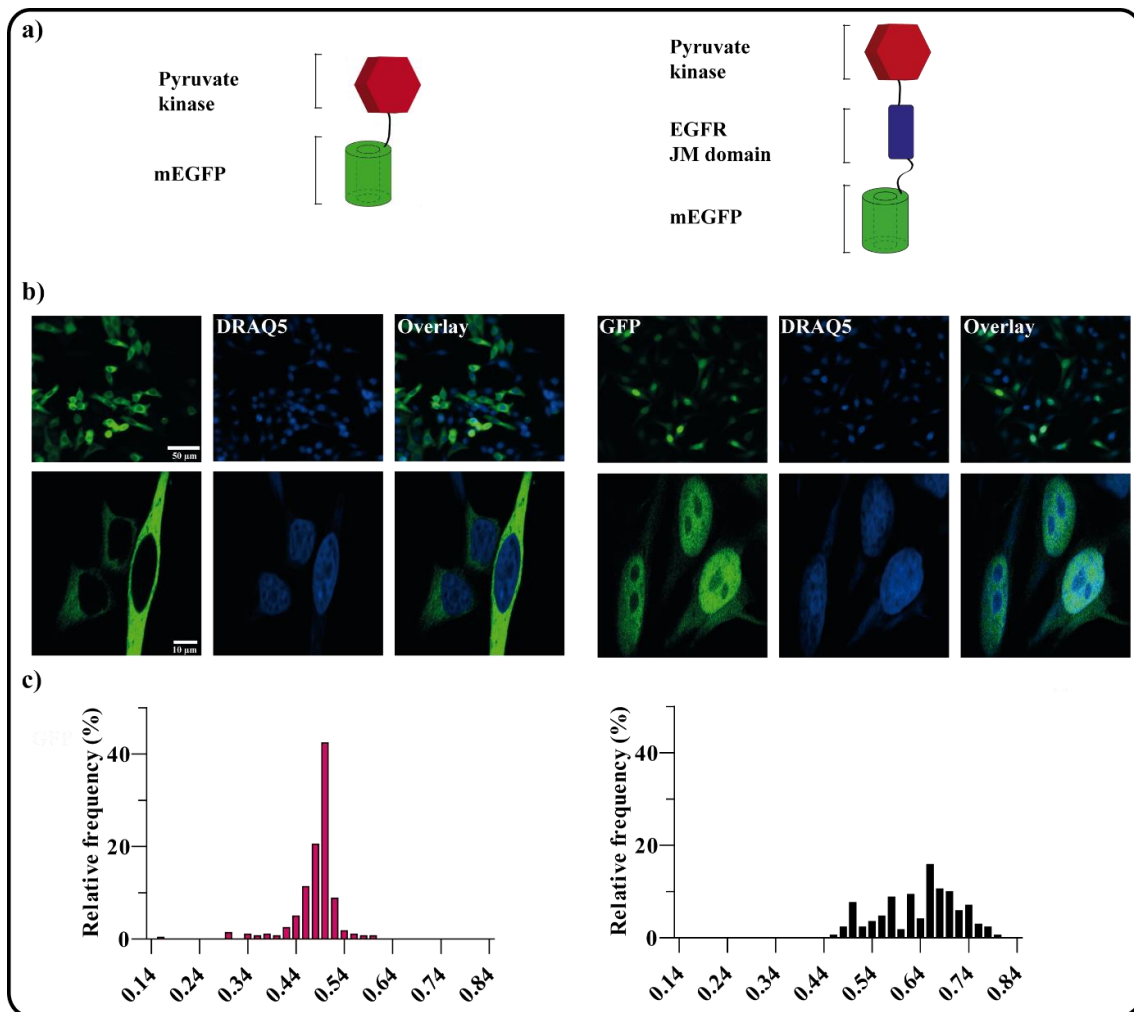 a)
Pyruvate
kinase
mEGFP
Pyruvate
kinase
EGFR
JM domain
mEGFP
b)
DRAQ5
Overlay
GFP
DRAQ5
Overlay
50 µm
10 µm
c)
GFP
Relative frequency (%)
40
20
0
0.14
0.24
0.34
0.44
0.54
0.64
0.74
0.84
Relative frequency (%)
40
20
0
0.14
0.24
0.34
0.44
0.54
0.64
0.74
0.84